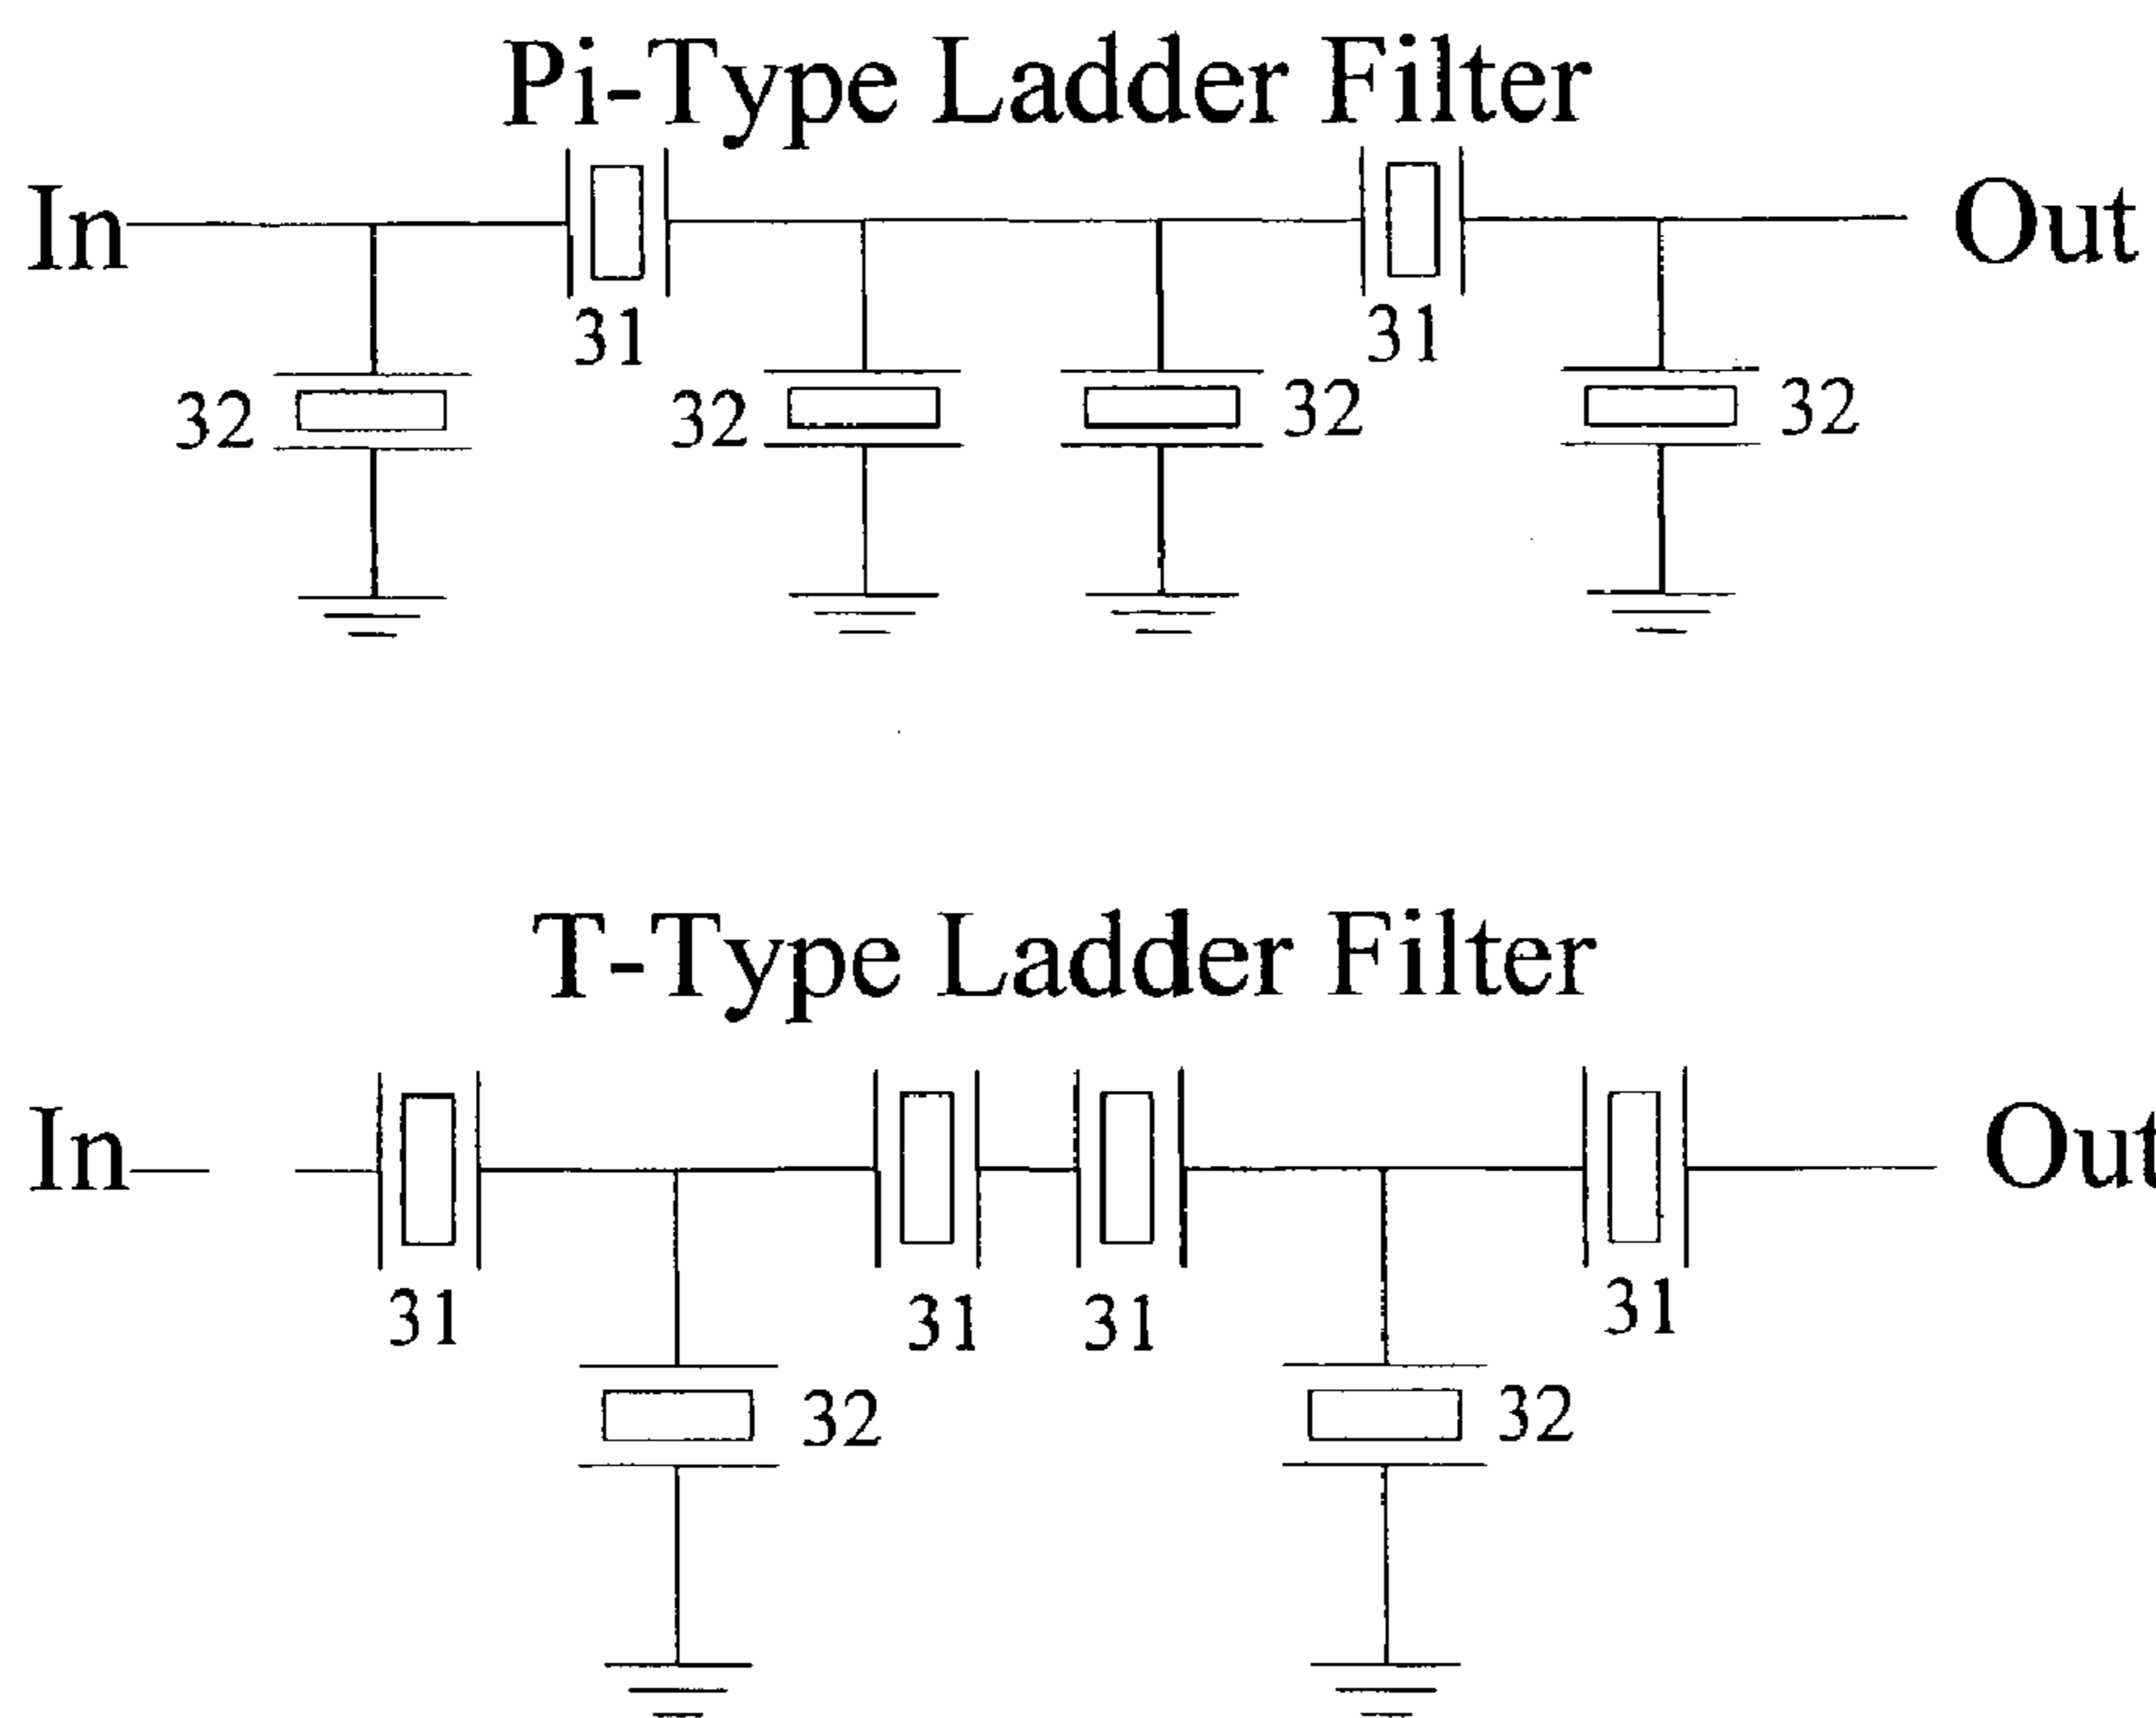 Pi-Type Ladder Filter
In Out
31 31
32 32 32 32
T-Type Ladder Filter
In Out
31 31 31 31
32 32